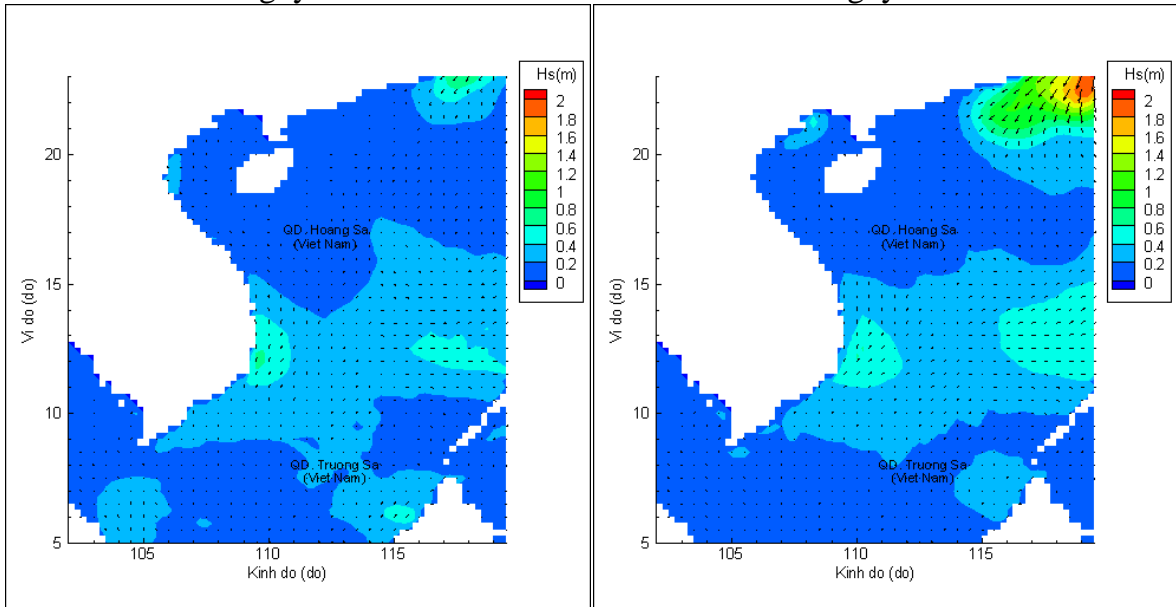 Hs(m)
2
1.8
1.6
1.4
1.2
1
0.8
0.6
0.4
0.2
0
20
15
10
5
Vi do (do)
QD. Hoang Sa
(Viet Nam)
QD. Truong Sa
(Viet Nam)
105
110
115
Kinh do (do)
Hs(m)
2
1.8
1.6
1.4
1.2
1
0.8
0.6
0.4
0.2
0
20
15
10
5
Vi do (do)
QD. Hoang Sa
(Viet Nam)
QD. Truong Sa
(Viet Nam)
105
110
115
Kinh do (do)